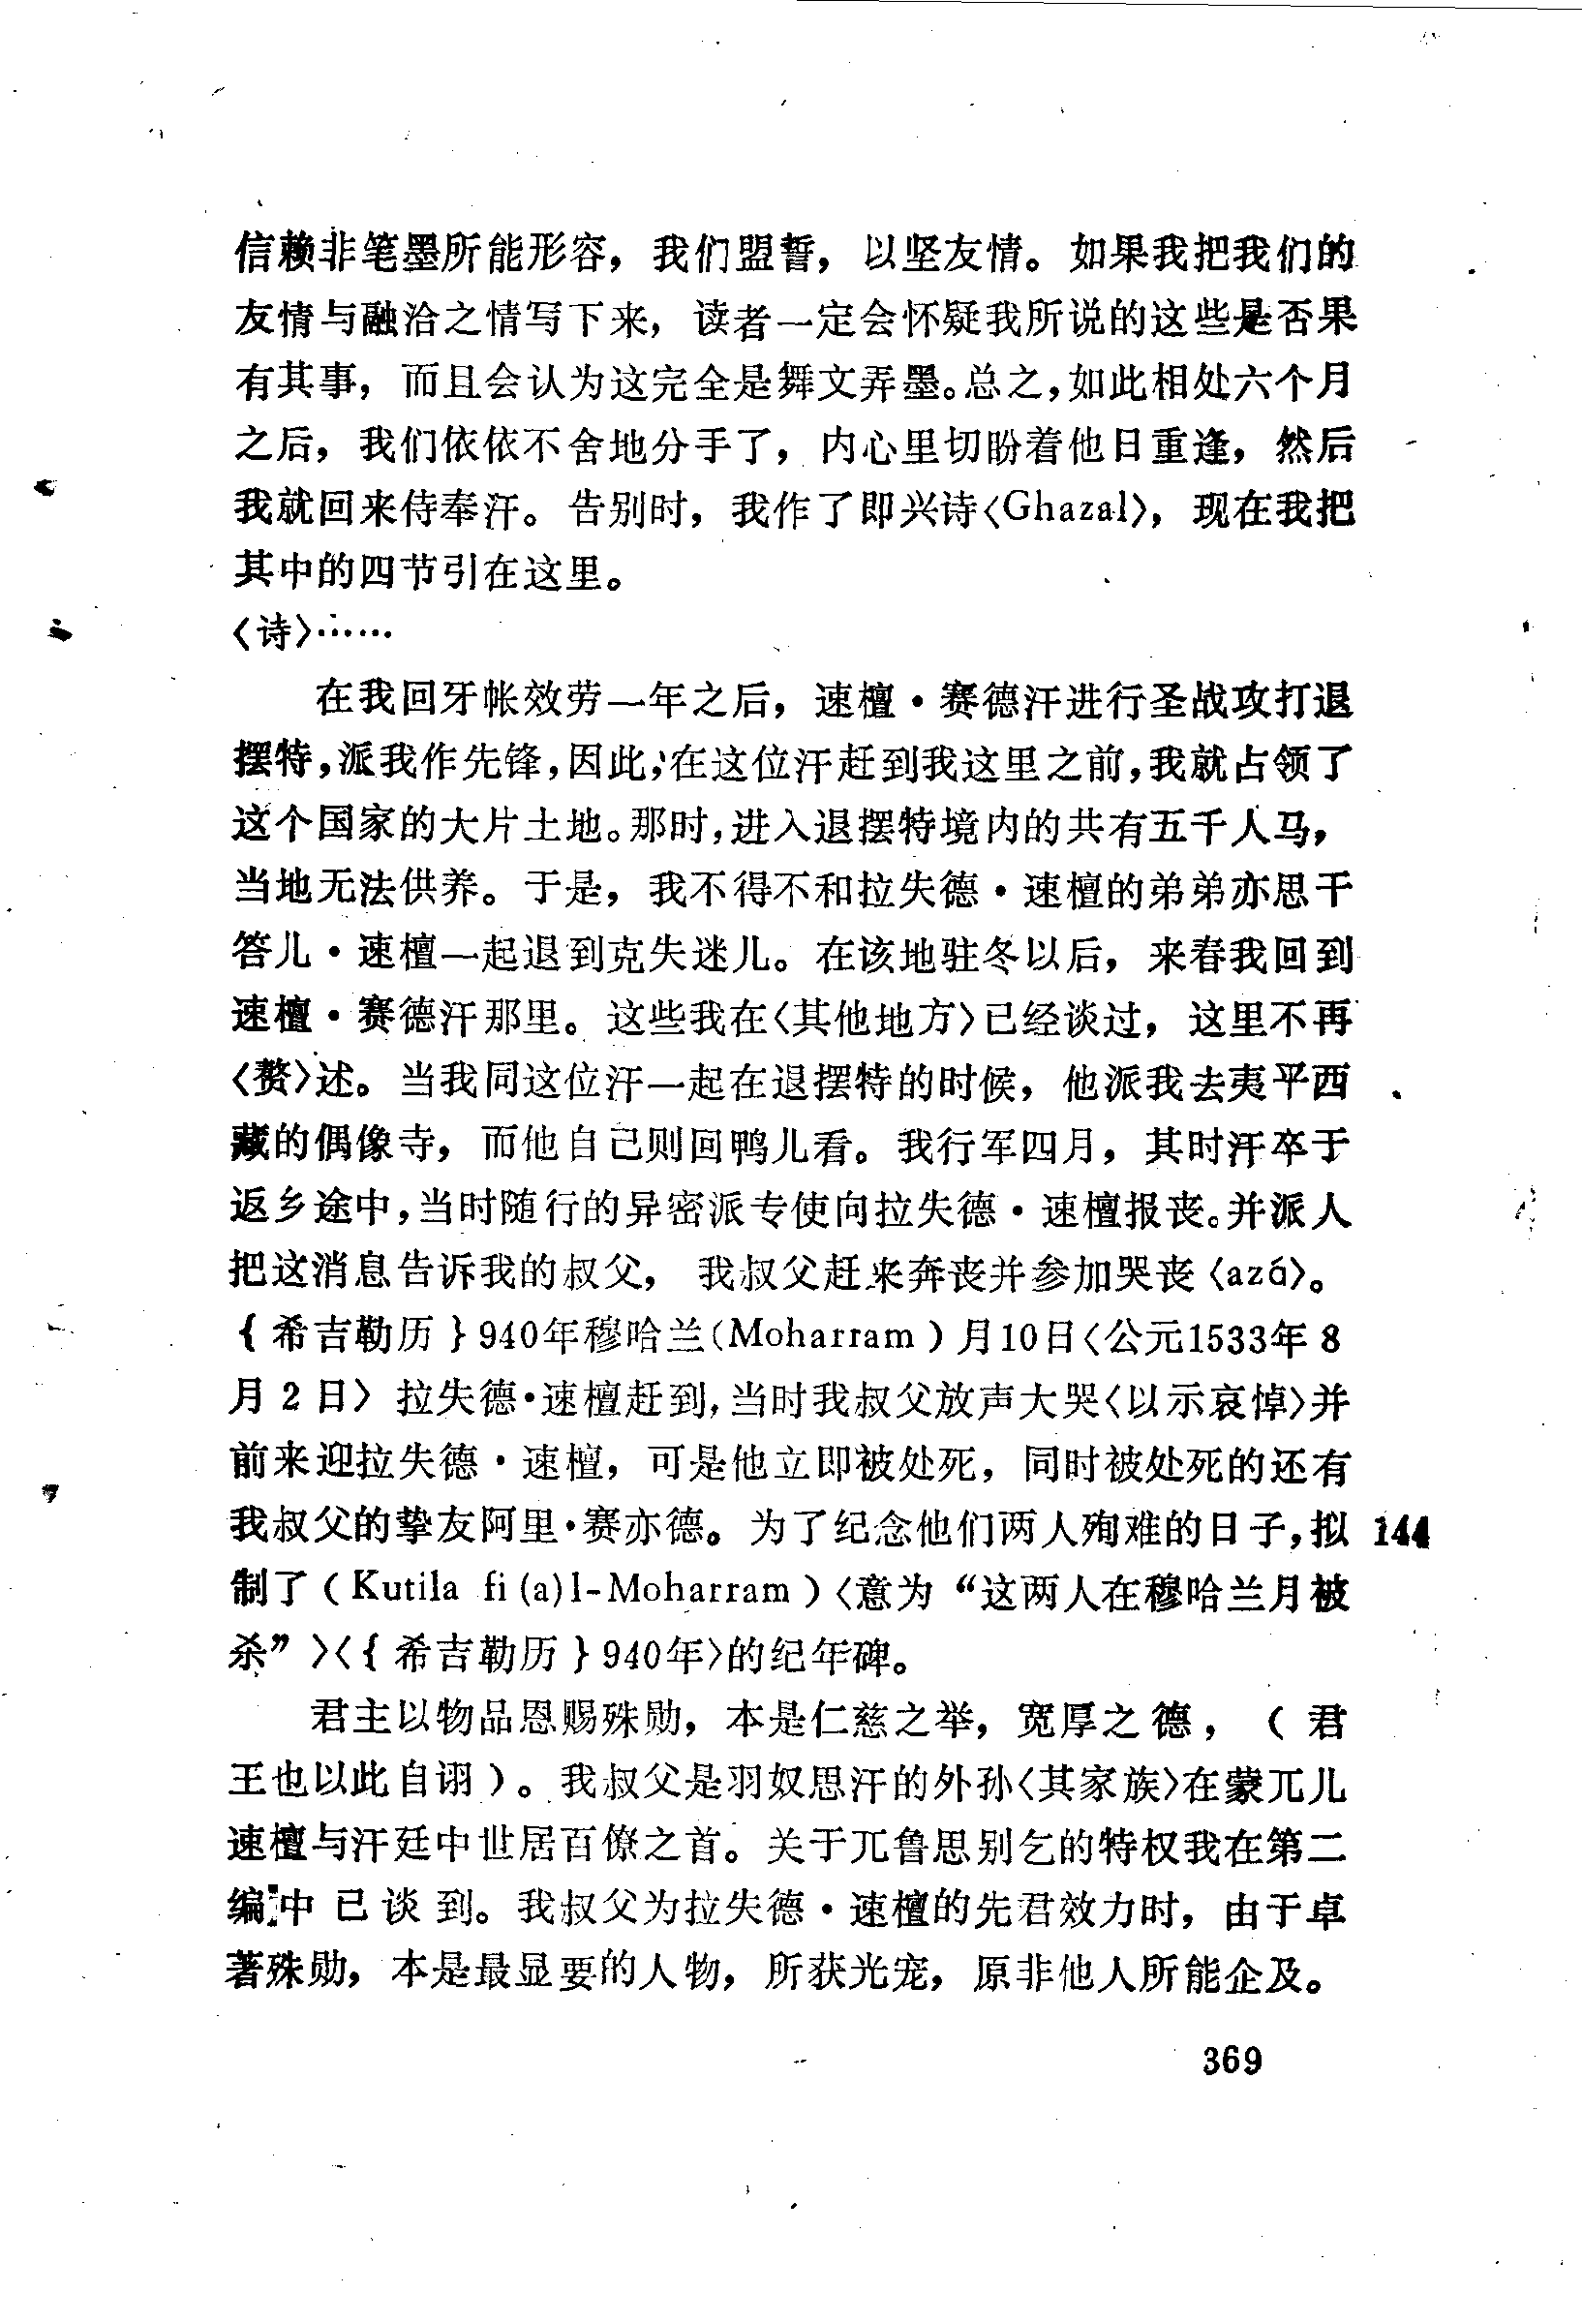 信赖非笔墨所能形容，我们盟誓，以坚友情。如果我把我们的
友情与融洽之情写下来，读者一定会怀疑我所说的这些是否果
有其事，而且会认为这完全是舞文弄墨。总之，如此相处六个月
之后，我们依依不舍地分手了，内心里切盼着他日重逢，然后
我就回来侍奉汗。告别时，我作了即兴诗〈Ghazal〉，现在我把
其中的四节引在这里。
〈诗〉……
在我回牙帐效劳一年之后，速檀·赛德汗进行圣战攻打退
摆特，派我作先锋，因此，在这位汗赶到我这里之前，我就占领了
这个国家的大片土地。那时，进入退摆特境内的共有五千人马，
当地无法供养。于是，我不得不和拉失德·速檀的弟弟亦思干
答儿·速檀一起退到克失迷儿。在该地驻冬以后，来春我回到
速檀·赛德汗那里。这些我在〈其他地方〉已经谈过，这里不再
〈赘〉述。当我同这位汗一起在退摆特的时候，他派我去夷平西
藏的偶像寺，而他自己则回鸭儿看。我行军四月，其时汗卒于
返乡途中，当时随行的异密派专使向拉失德·速檀报丧。并派人
把这消息告诉我的叔父，我叔父赶来奔丧并参加哭丧〈azá〉。
｛希吉勒历｝940年穆哈兰（Moharram）月10日〈公元1533年8
月2日〉拉失德·速檀赶到，当时我叔父放声大哭〈以示哀悼〉并
前来迎拉失德·速檀，可是他立即被处死，同时被处死的还有
我叔父的挚友阿里·赛亦德。为了纪念他们两人殉难的日子，拟 144
制了（Kutila fi (a) l-Moharram）〈意为“这两人在穆哈兰月被
杀”〉〈｛希吉勒历｝940年〉的纪年碑。
君主以物品恩赐殊勋，本是仁慈之举，宽厚之德，（君
王也以此自诩）。我叔父是羽奴思汗的外孙〈其家族〉在蒙兀儿
速檀与汗廷中世居百僚之首。关于兀鲁思别乞的特权我在第二
编中已谈到。我叔父为拉失德·速檀的先君效力时，由于卓
著殊勋，本是最显要的人物，所获光宠，原非他人所能企及。
369